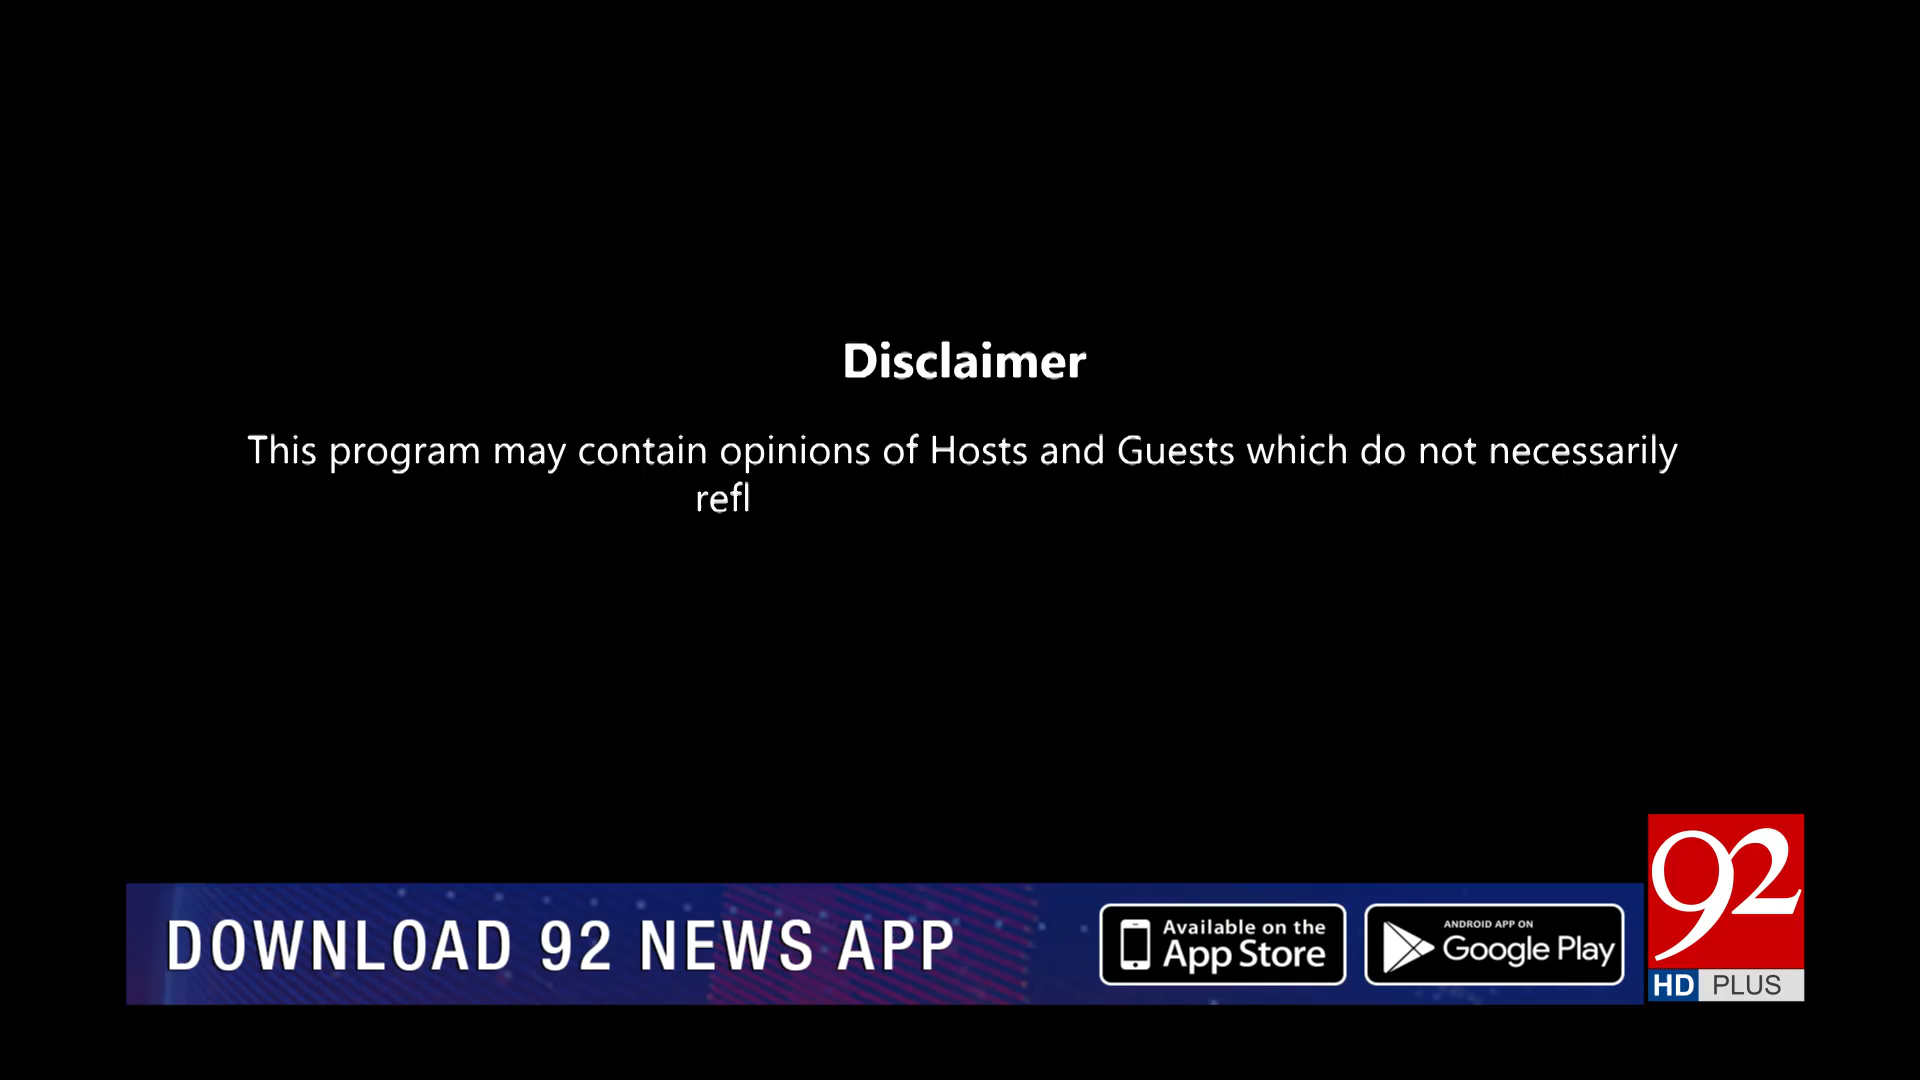 Disclaimer
This program may contain opinions of Hosts and Guests which do not necessarily
refl
DOWNLOAD 92 NEWS APP
Available on the
App Store
ANDROID APP ON
Google Play
92
HD PLUS